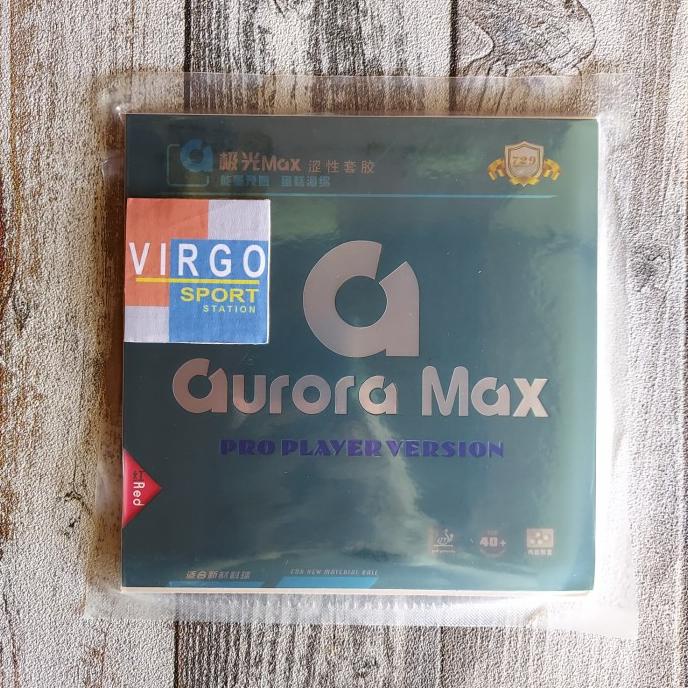 极光Max 涩性套胶
729
VIRGO
SPORT
STATION
aurora Max
PRO PLAYER VERSION
红 Red
40+
适合新材料球
FOR NEW MATERIAL BALL